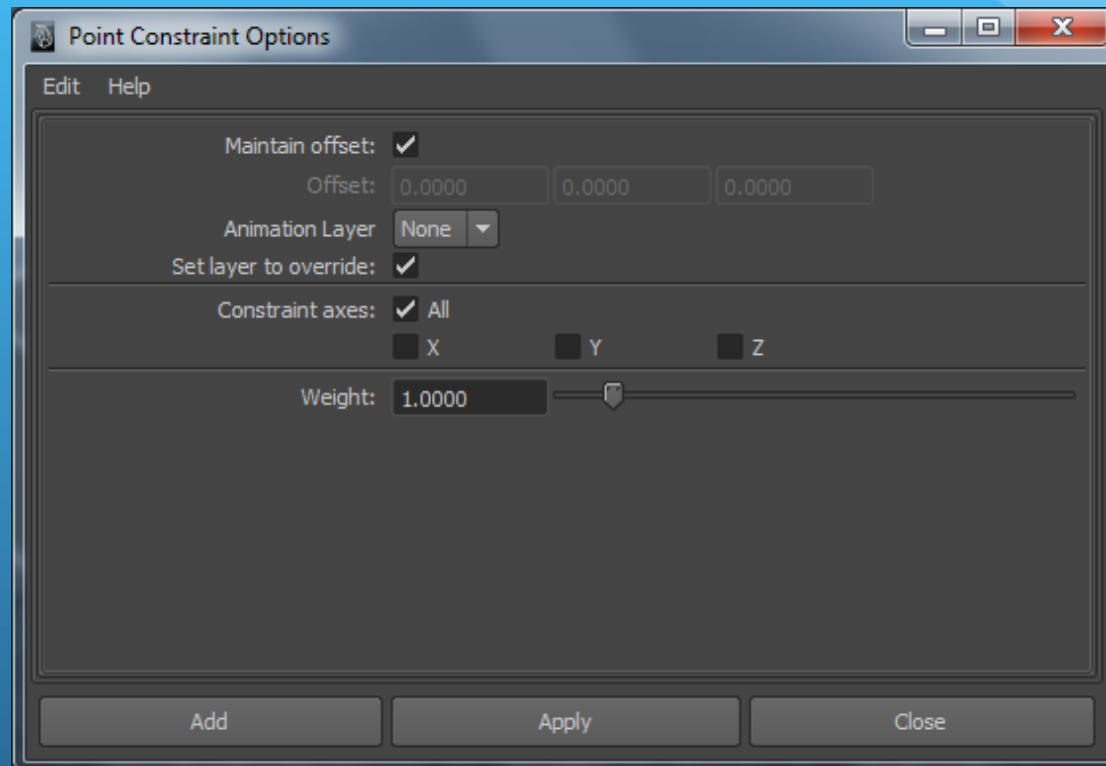 Point Constraint Options
Edit Help
Maintain offset:
Offset: 0.0000 0.0000 0.0000
Animation Layer None
Set layer to override:
Constraint axes: All
X Y Z
Weight: 1.0000
Add Apply Close